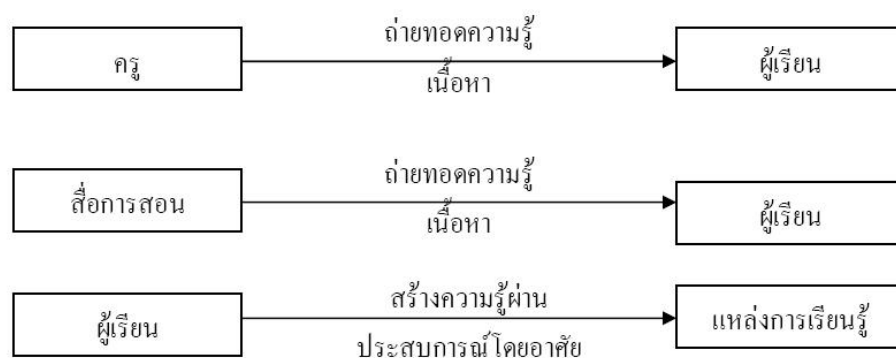 ถ่ายทอดความรู้
ครู
ผู้เรียน
เนื้อหา
ถ่ายทอดความรู้
สื่อการสอน
ผู้เรียน
เนื้อหา
สร้างความรู้ผ่าน
ผู้เรียน
แหล่งการเรียนรู้
ประสบการณ์โดยอาศัย